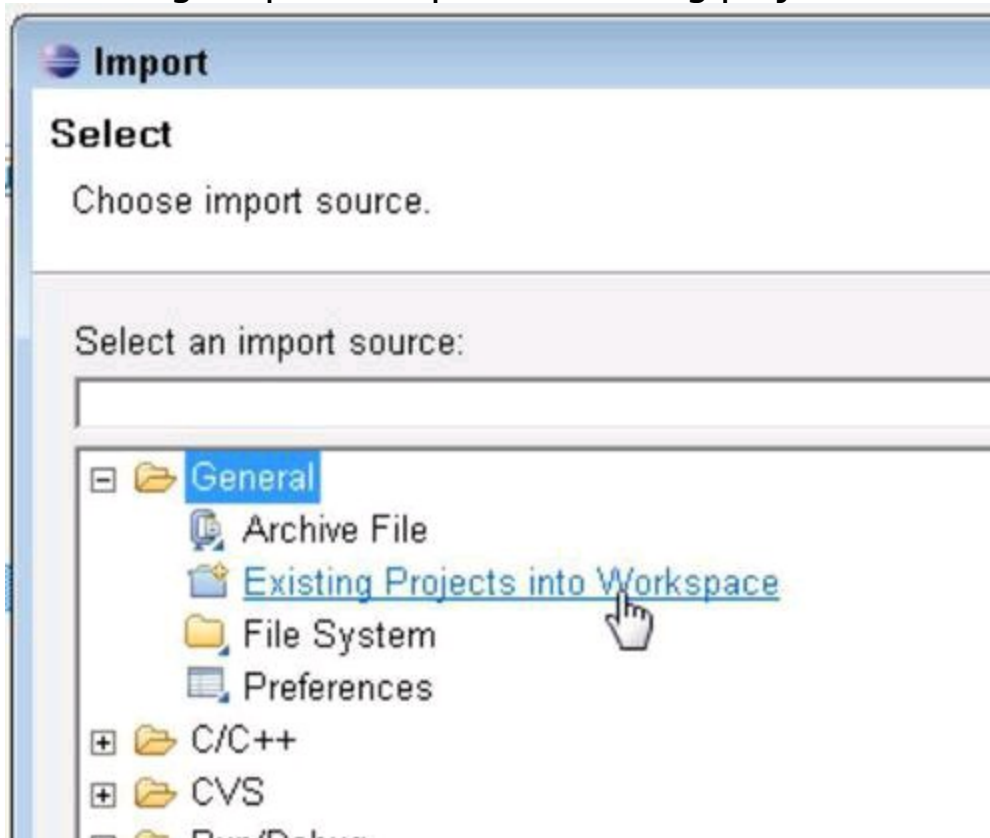 Import
Select
Choose import source.
Select an import source:
General
Archive File
Existing Projects into Workspace
File System
Preferences
C/C++
CVS